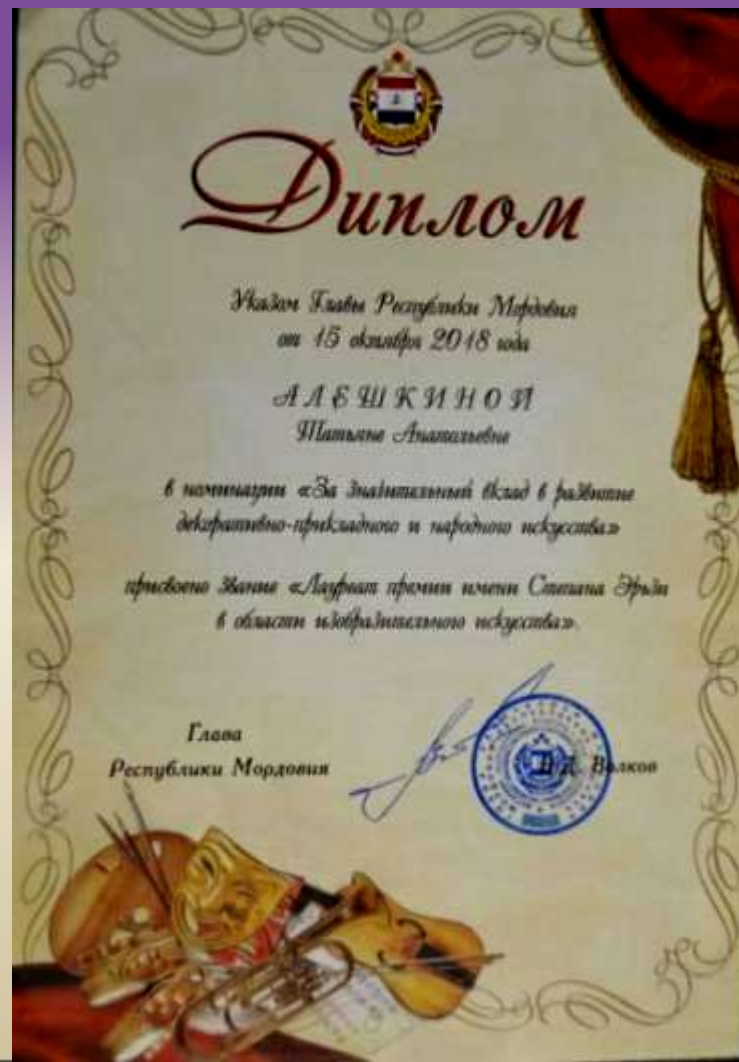 Диплом
Указом Главы Республики Мордовия
от 15 октября 2018 года
АЛЕШКИНОЙ
Татьяне Анатольевне
в номинации «За значительный вклад в развитие
декоративно-прикладного и народного искусства»
присвоено звание «Лауреат премии имени Степана Эрьзи
в области изобразительного искусства».
Глава
Республики Мордовия
Волков